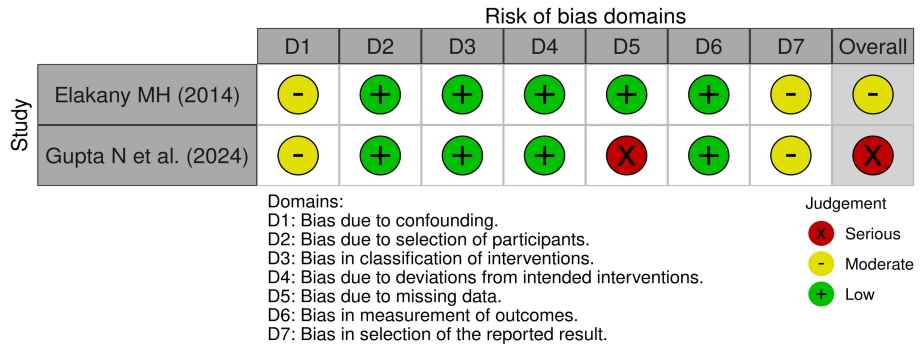 Risk of bias domains
D1 D2 D3 D4 D5 D6 D7 Overall
Study
Elakany MH (2014) - + + + + + - -
Gupta N et al. (2024) - + + + X + - X
Domains:
D1: Bias due to confounding.
D2: Bias due to selection of participants.
D3: Bias in classification of interventions.
D4: Bias due to deviations from intended interventions.
D5: Bias due to missing data.
D6: Bias in measurement of outcomes.
D7: Bias in selection of the reported result.
Judgement
X Serious
- Moderate
+ Low